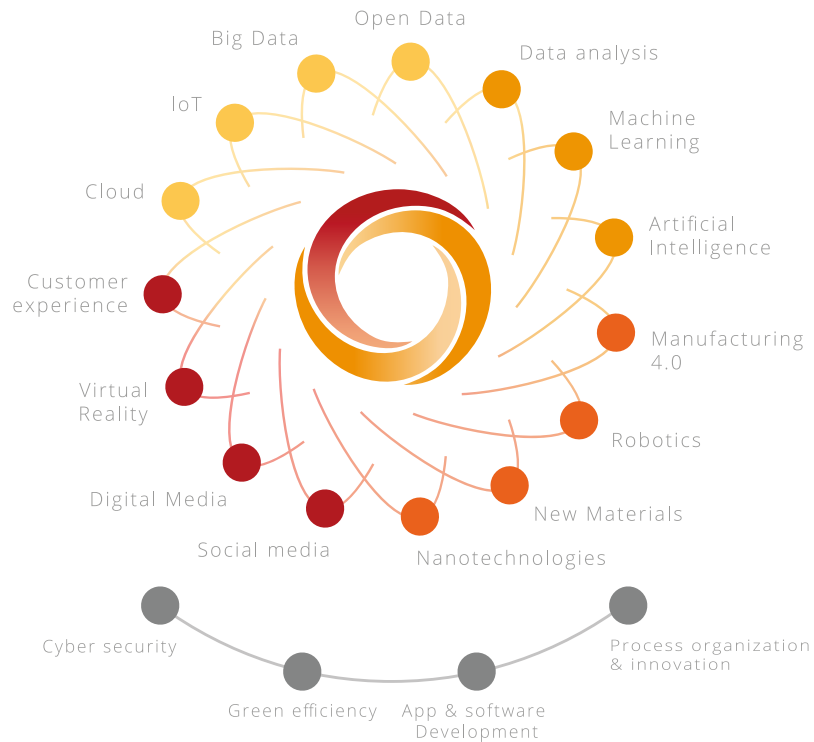 Open Data
Big Data
Data analysis
IoT
Machine
Learning
Cloud
Artificial
Intelligence
Customer
experience
Manufacturing
4.0
Virtual
Reality
Robotics
Digital Media
New Materials
Social media
Nanotechnologies
Cyber security
Process organization
& innovation
Green efficiency
App & software
Development